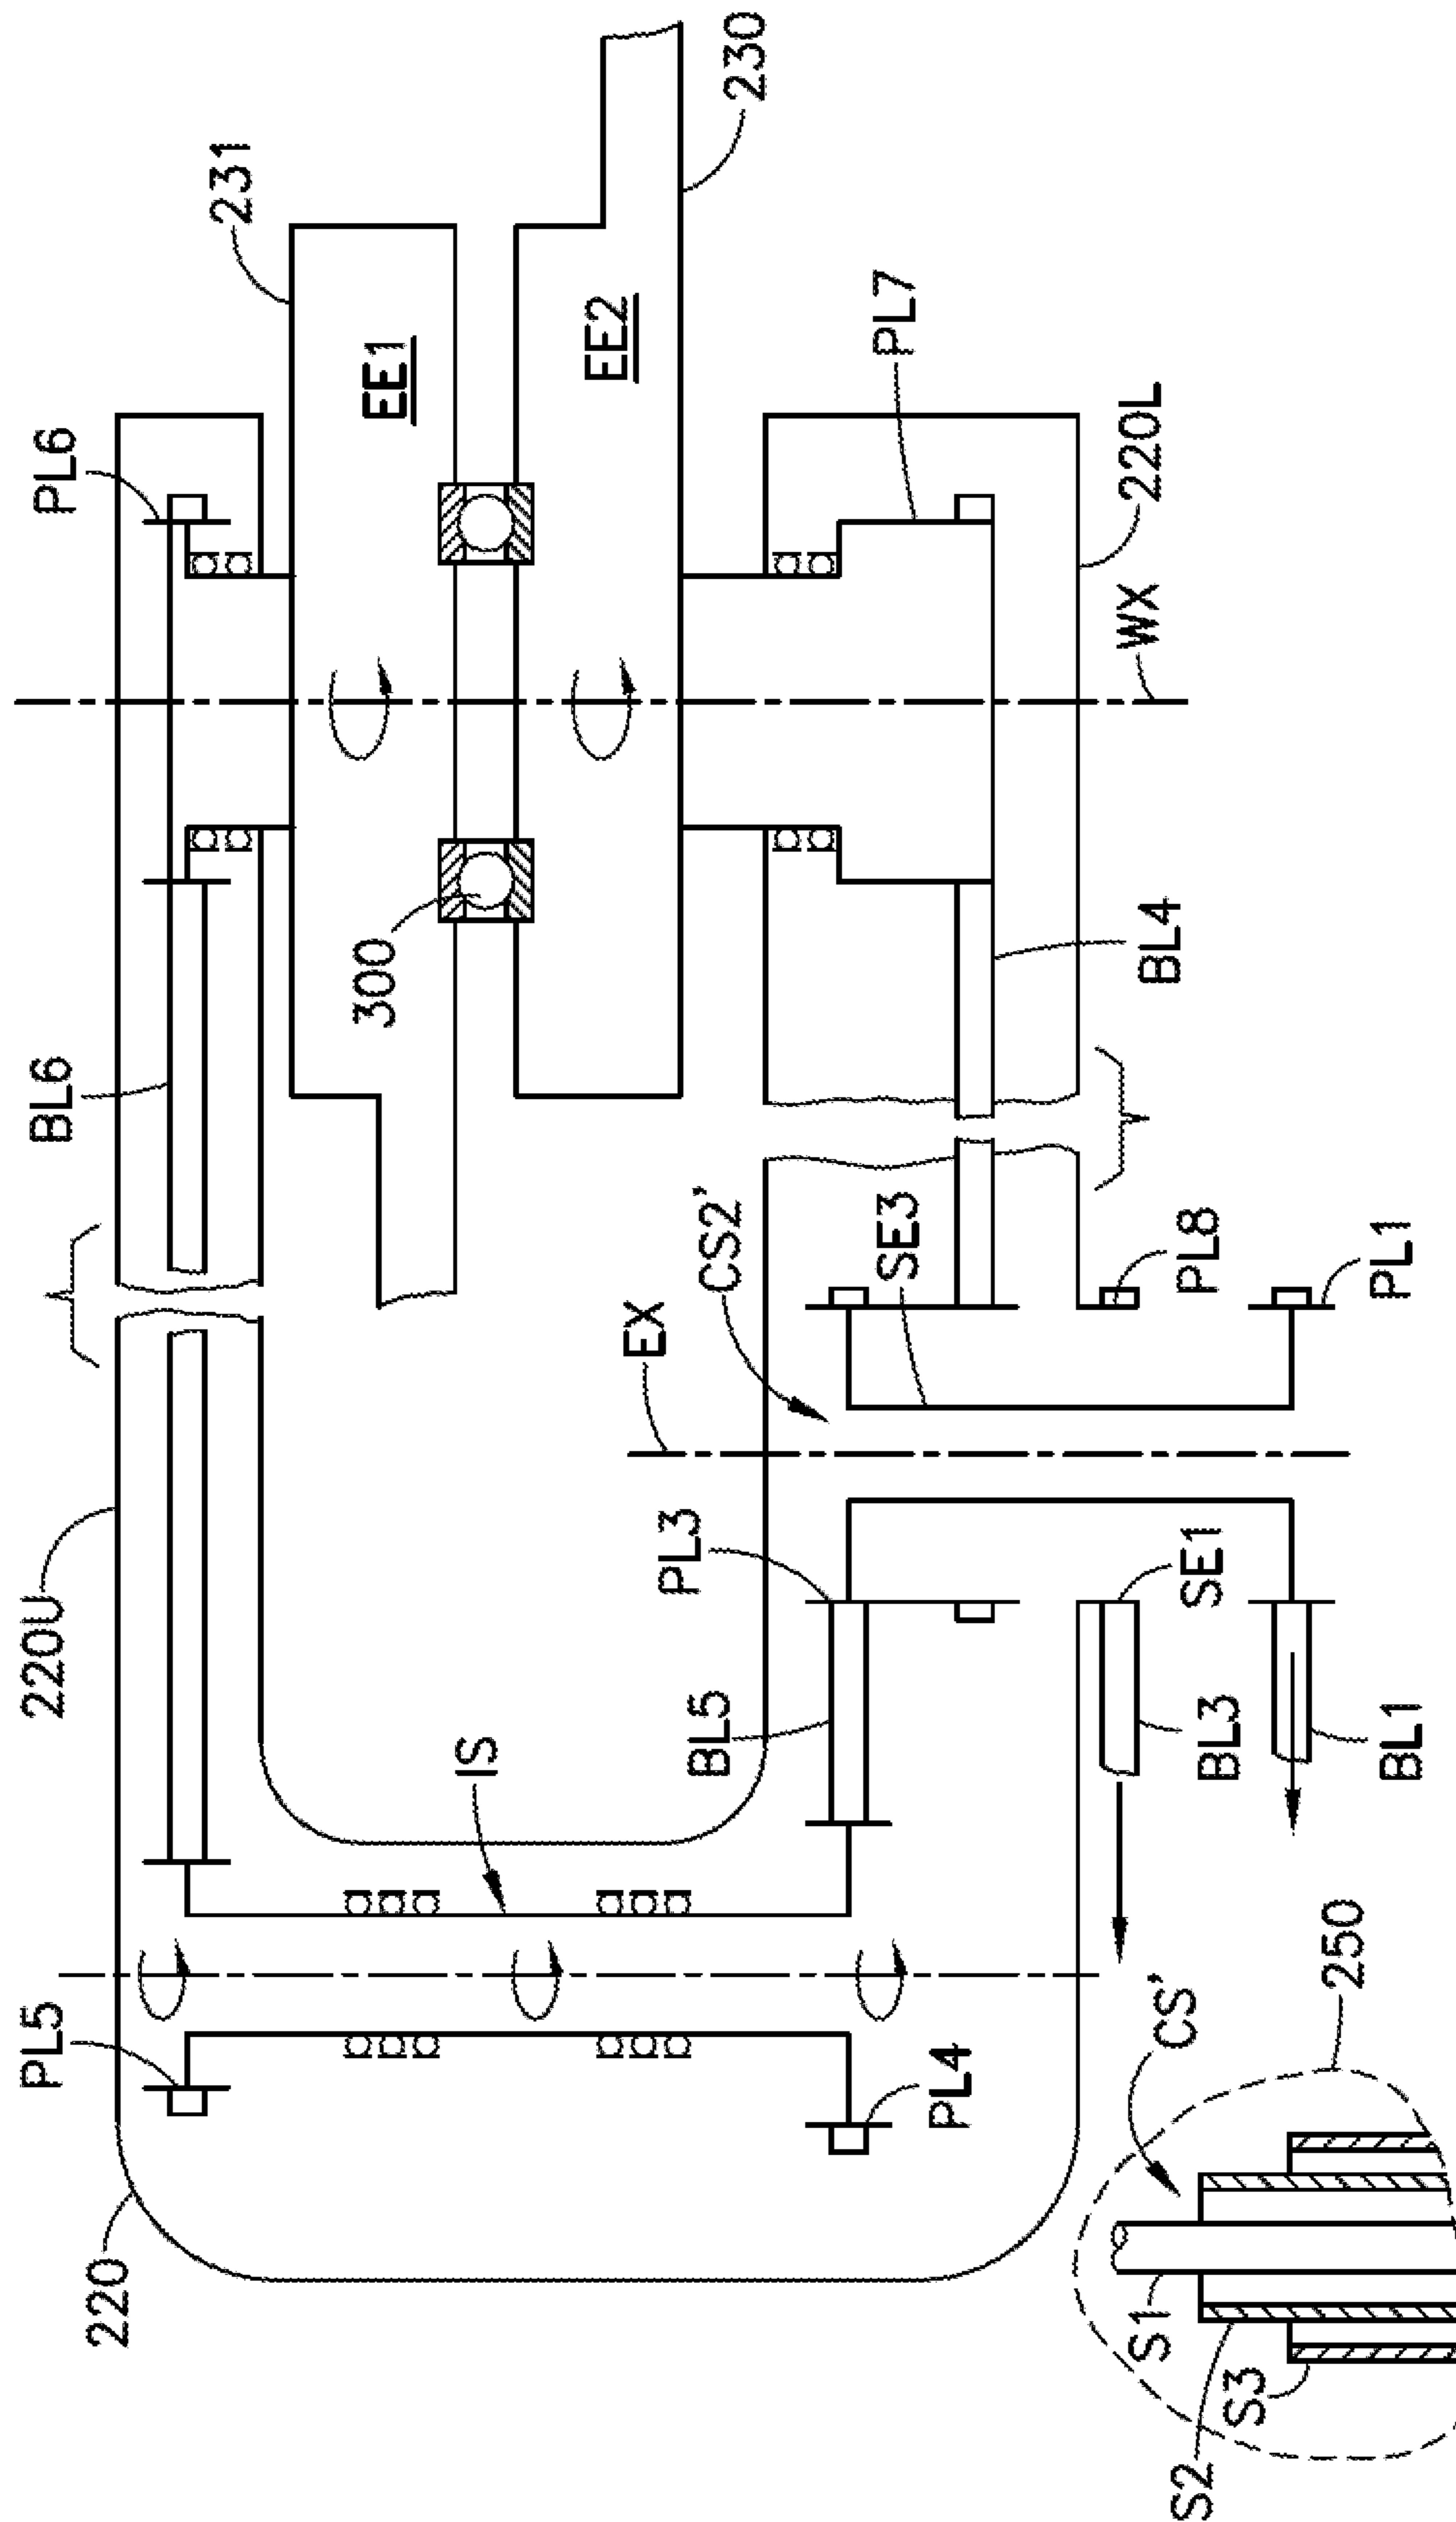 220
PL5
220U
BL6
PL6
231
EE1
EE2
230
300
IS
PL3
BL5
EX
CS2'
SE3
PL7
220L
WX
BL4
PL4
SE1
BL3
BL1
PL8
PL1
CS'
250
S1
S2
S3